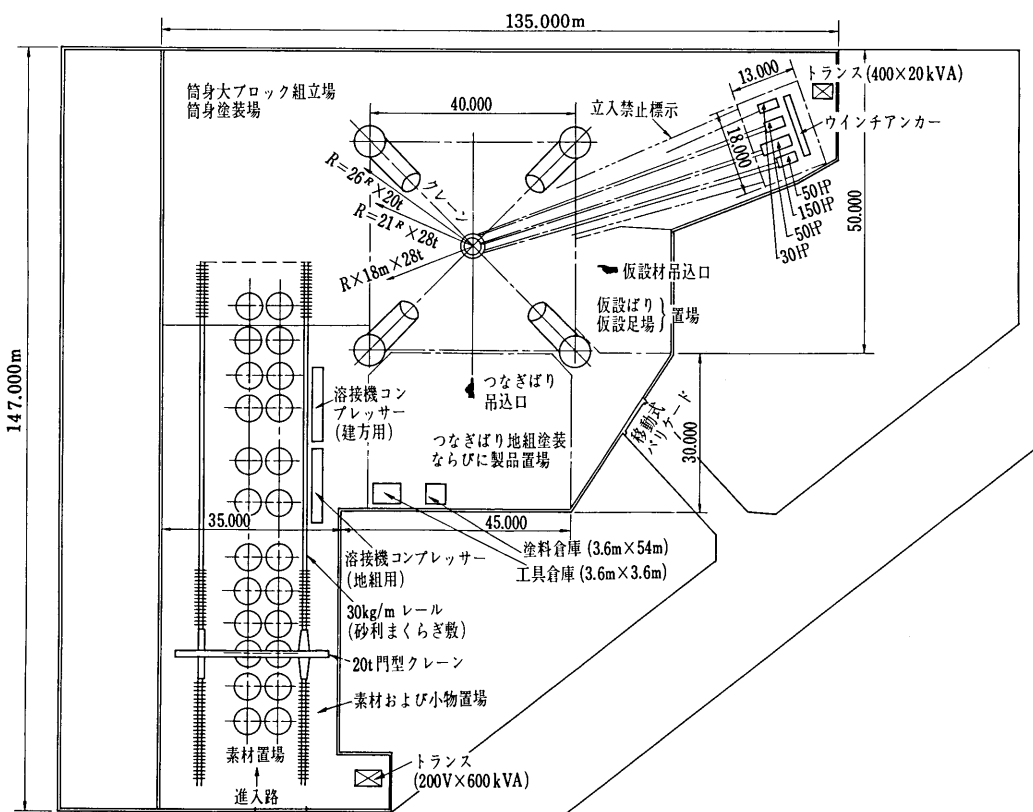 135.000m
147.000m
筒身大ブロック組立場
筒身塗装場
40.000
立入禁止標示
13.000
18.000
トランス(400×20kVA)
ウインチアンカー
50ＨＰ
150ＨＰ
50ＨＰ
30ＨＰ
50.000
クレーン
R=26ᴿ×20t
R=21ᴿ×28t
R×18m×28t
仮設材吊込口
仮設ばり
仮設足場
置場
つなぎばり
吊込口
溶接機コン
プレッサー
(建方用)
つなぎばり地組塗装
ならびに製品置場
移動式
バリケード
30.000
35.000
45.000
塗料倉庫 (3.6m×54m)
工具倉庫 (3.6m×3.6m)
溶接機コンプレッサー
(地組用)
30kg/m レール
(砂利まくらぎ敷)
20t門型クレーン
素材および小物置場
素材置場
進入路
トランス
(200V×600kVA)